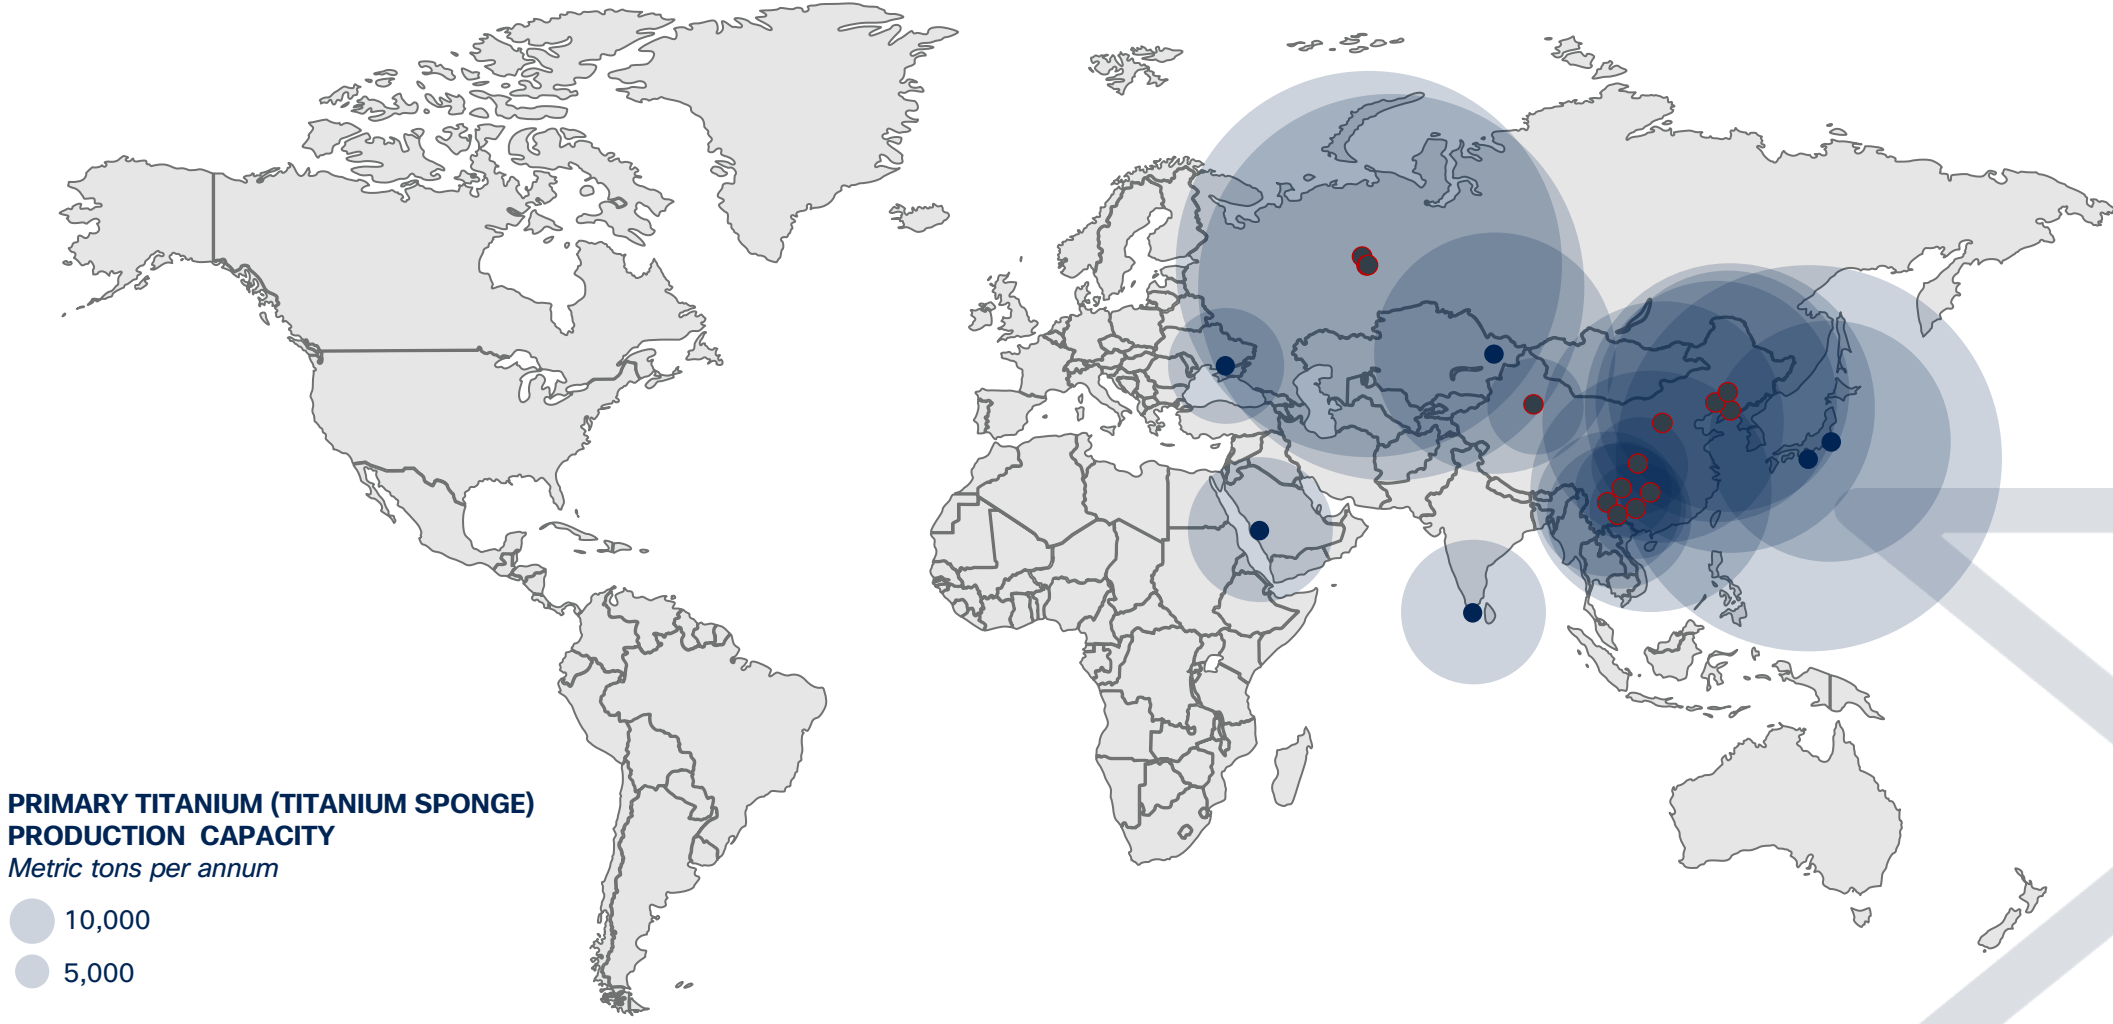 PRIMARY TITANIUM (TITANIUM SPONGE)
PRODUCTION CAPACITY
Metric tons per annum
10,000
5,000